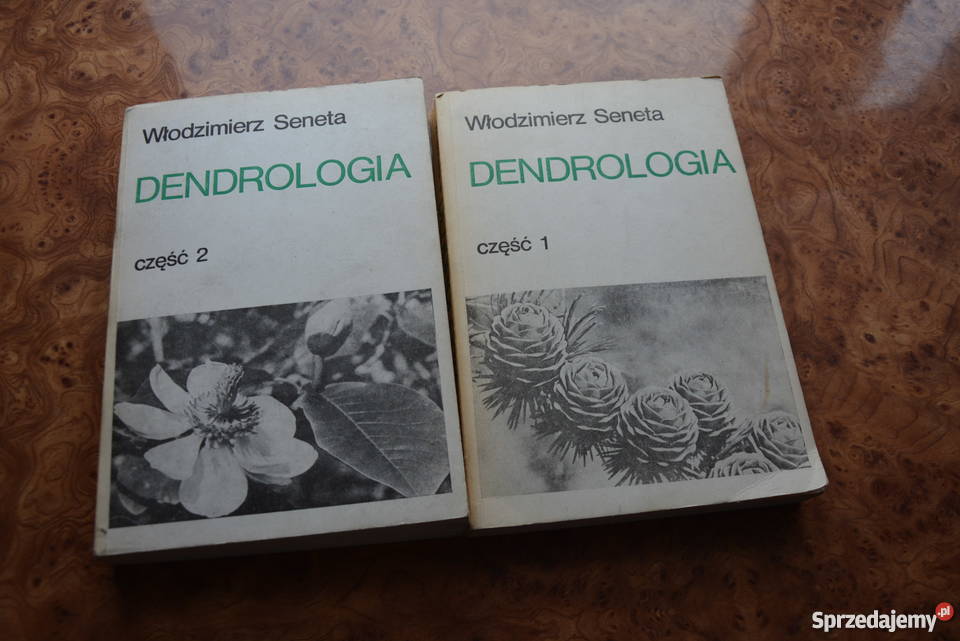 Włodzimierz Seneta
DENDROLOGIA
część 2
Włodzimierz Seneta
DENDROLOGIA
część 1
Sprzedajemy.pl